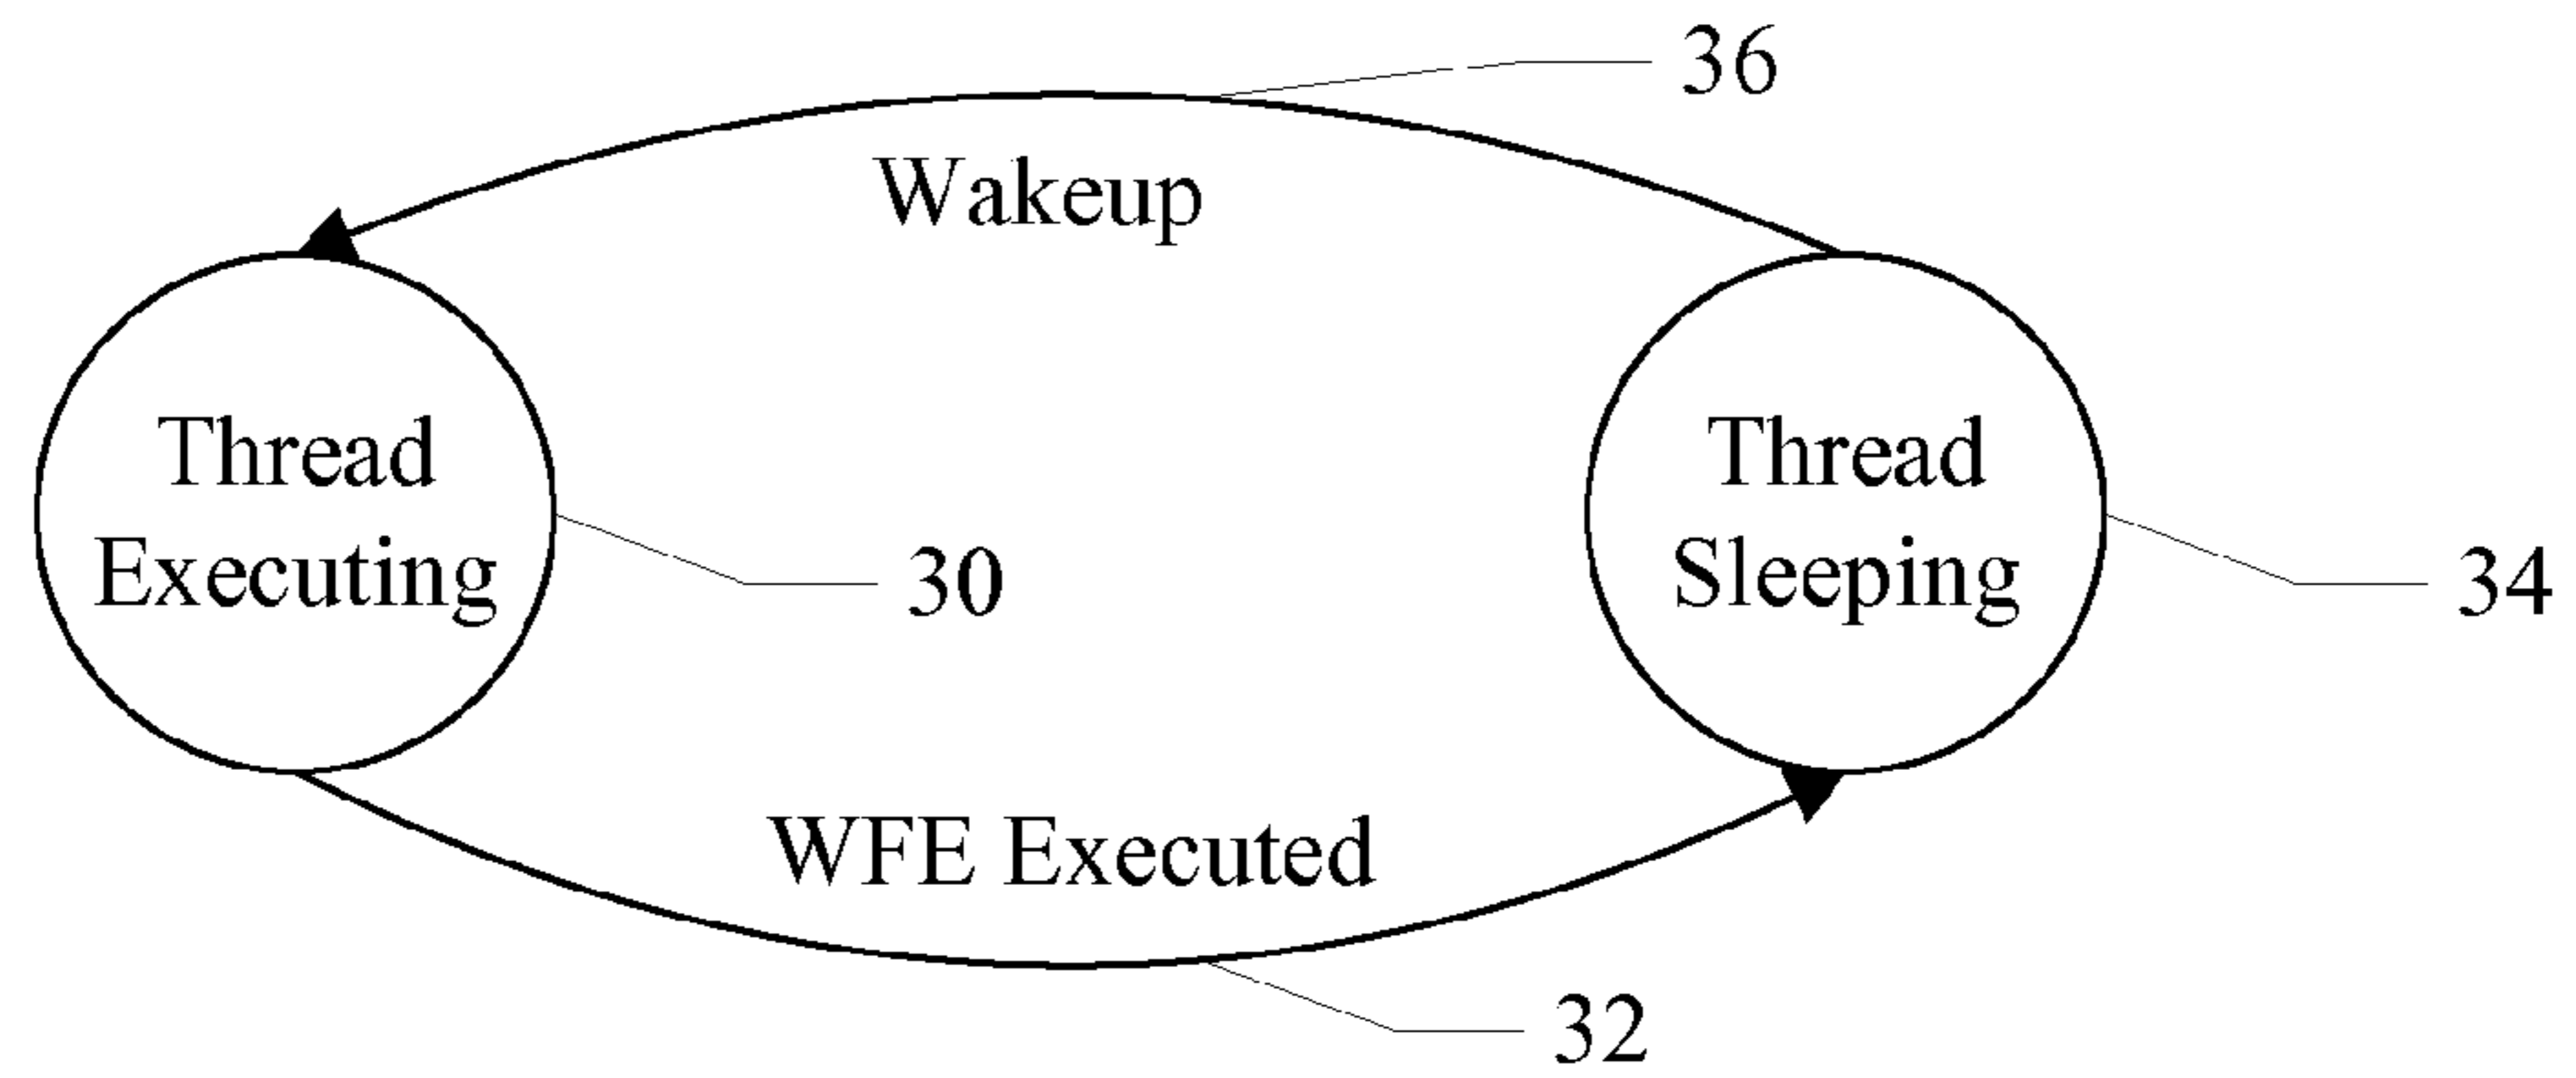 36
Wakeup
Thread
Executing
30
Thread
Sleeping
34
WFE Executed
32